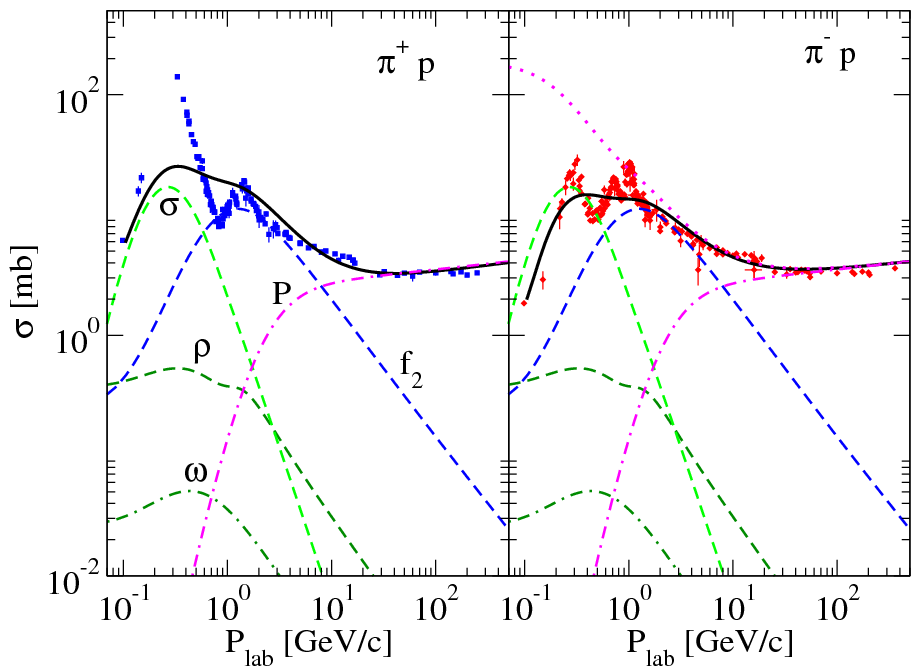 π⁺ p
π⁻ p
10²
σ
σ [mb]
P
10⁰
ρ
f₂
ω
10⁻²
10⁻¹ 10⁰ 10¹ 10² 10⁻¹ 10⁰ 10¹ 10²
P_lab [GeV/c] P_lab [GeV/c]